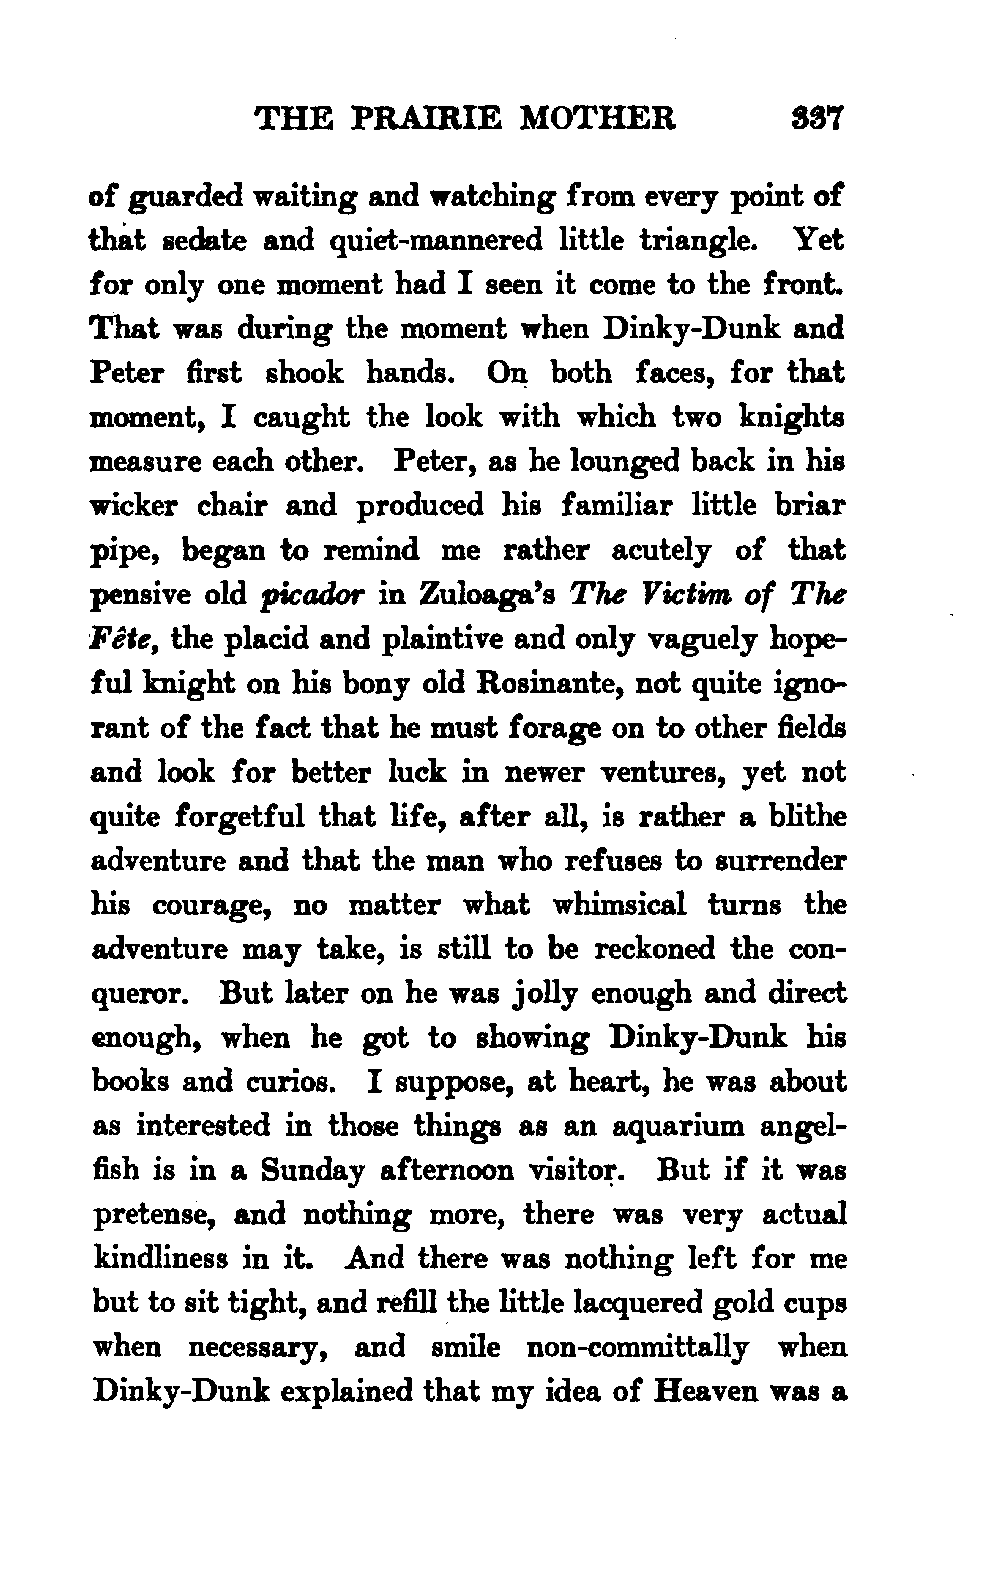 THE PRAIRIE MOTHER 337
of guarded waiting and watching from every point of
that sedate and quiet-mannered little triangle. Yet
for only one moment had I seen it come to the front.
That was during the moment when Dinky-Dunk and
Peter first shook hands. On both faces, for that
moment, I caught the look with which two knights
measure each other. Peter, as he lounged back in his
wicker chair and produced his familiar little briar
pipe, began to remind me rather acutely of that
pensive old picador in Zuloaga's The Victim of The
Fête, the placid and plaintive and only vaguely hope-
ful knight on his bony old Rosinante, not quite igno-
rant of the fact that he must forage on to other fields
and look for better luck in newer ventures, yet not
quite forgetful that life, after all, is rather a blithe
adventure and that the man who refuses to surrender
his courage, no matter what whimsical turns the
adventure may take, is still to be reckoned the con-
queror. But later on he was jolly enough and direct
enough, when he got to showing Dinky-Dunk his
books and curios. I suppose, at heart, he was about
as interested in those things as an aquarium angel-
fish is in a Sunday afternoon visitor. But if it was
pretense, and nothing more, there was very actual
kindliness in it. And there was nothing left for me
but to sit tight, and refill the little lacquered gold cups
when necessary, and smile non-committally when
Dinky-Dunk explained that my idea of Heaven was a